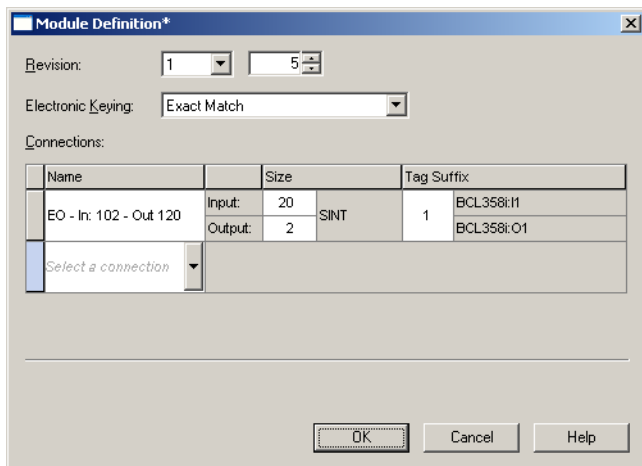 Module Definition*
Revision: 1 5
Electronic Keying: Exact Match
Connections:
Name Size Tag Suffix
EO - In: 102 - Out 120 Input: 20 SINT 1 BCL358i:I1
Output: 2 BCL358i:O1
Select a connection
OK Cancel Help